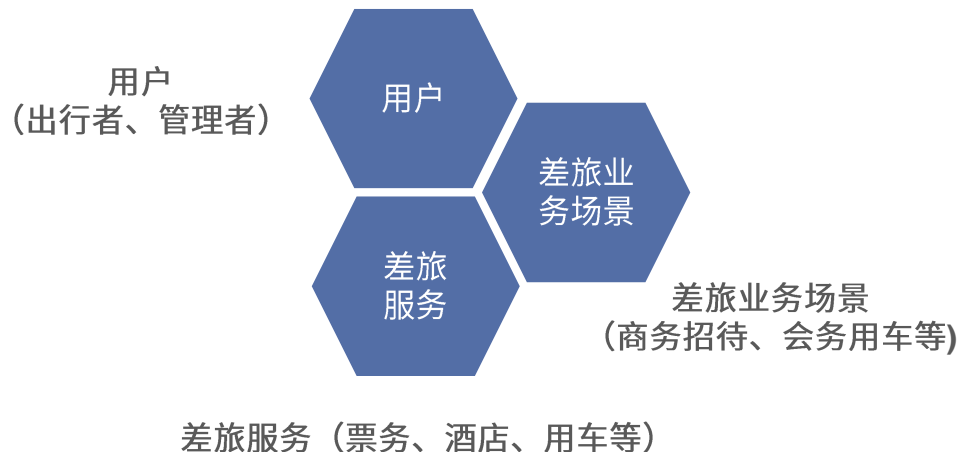 用户
（出行者、管理者）
用户
差旅业
务场景
差旅
服务
差旅业务场景
（商务招待、会务用车等)
差旅服务（票务、酒店、用车等）